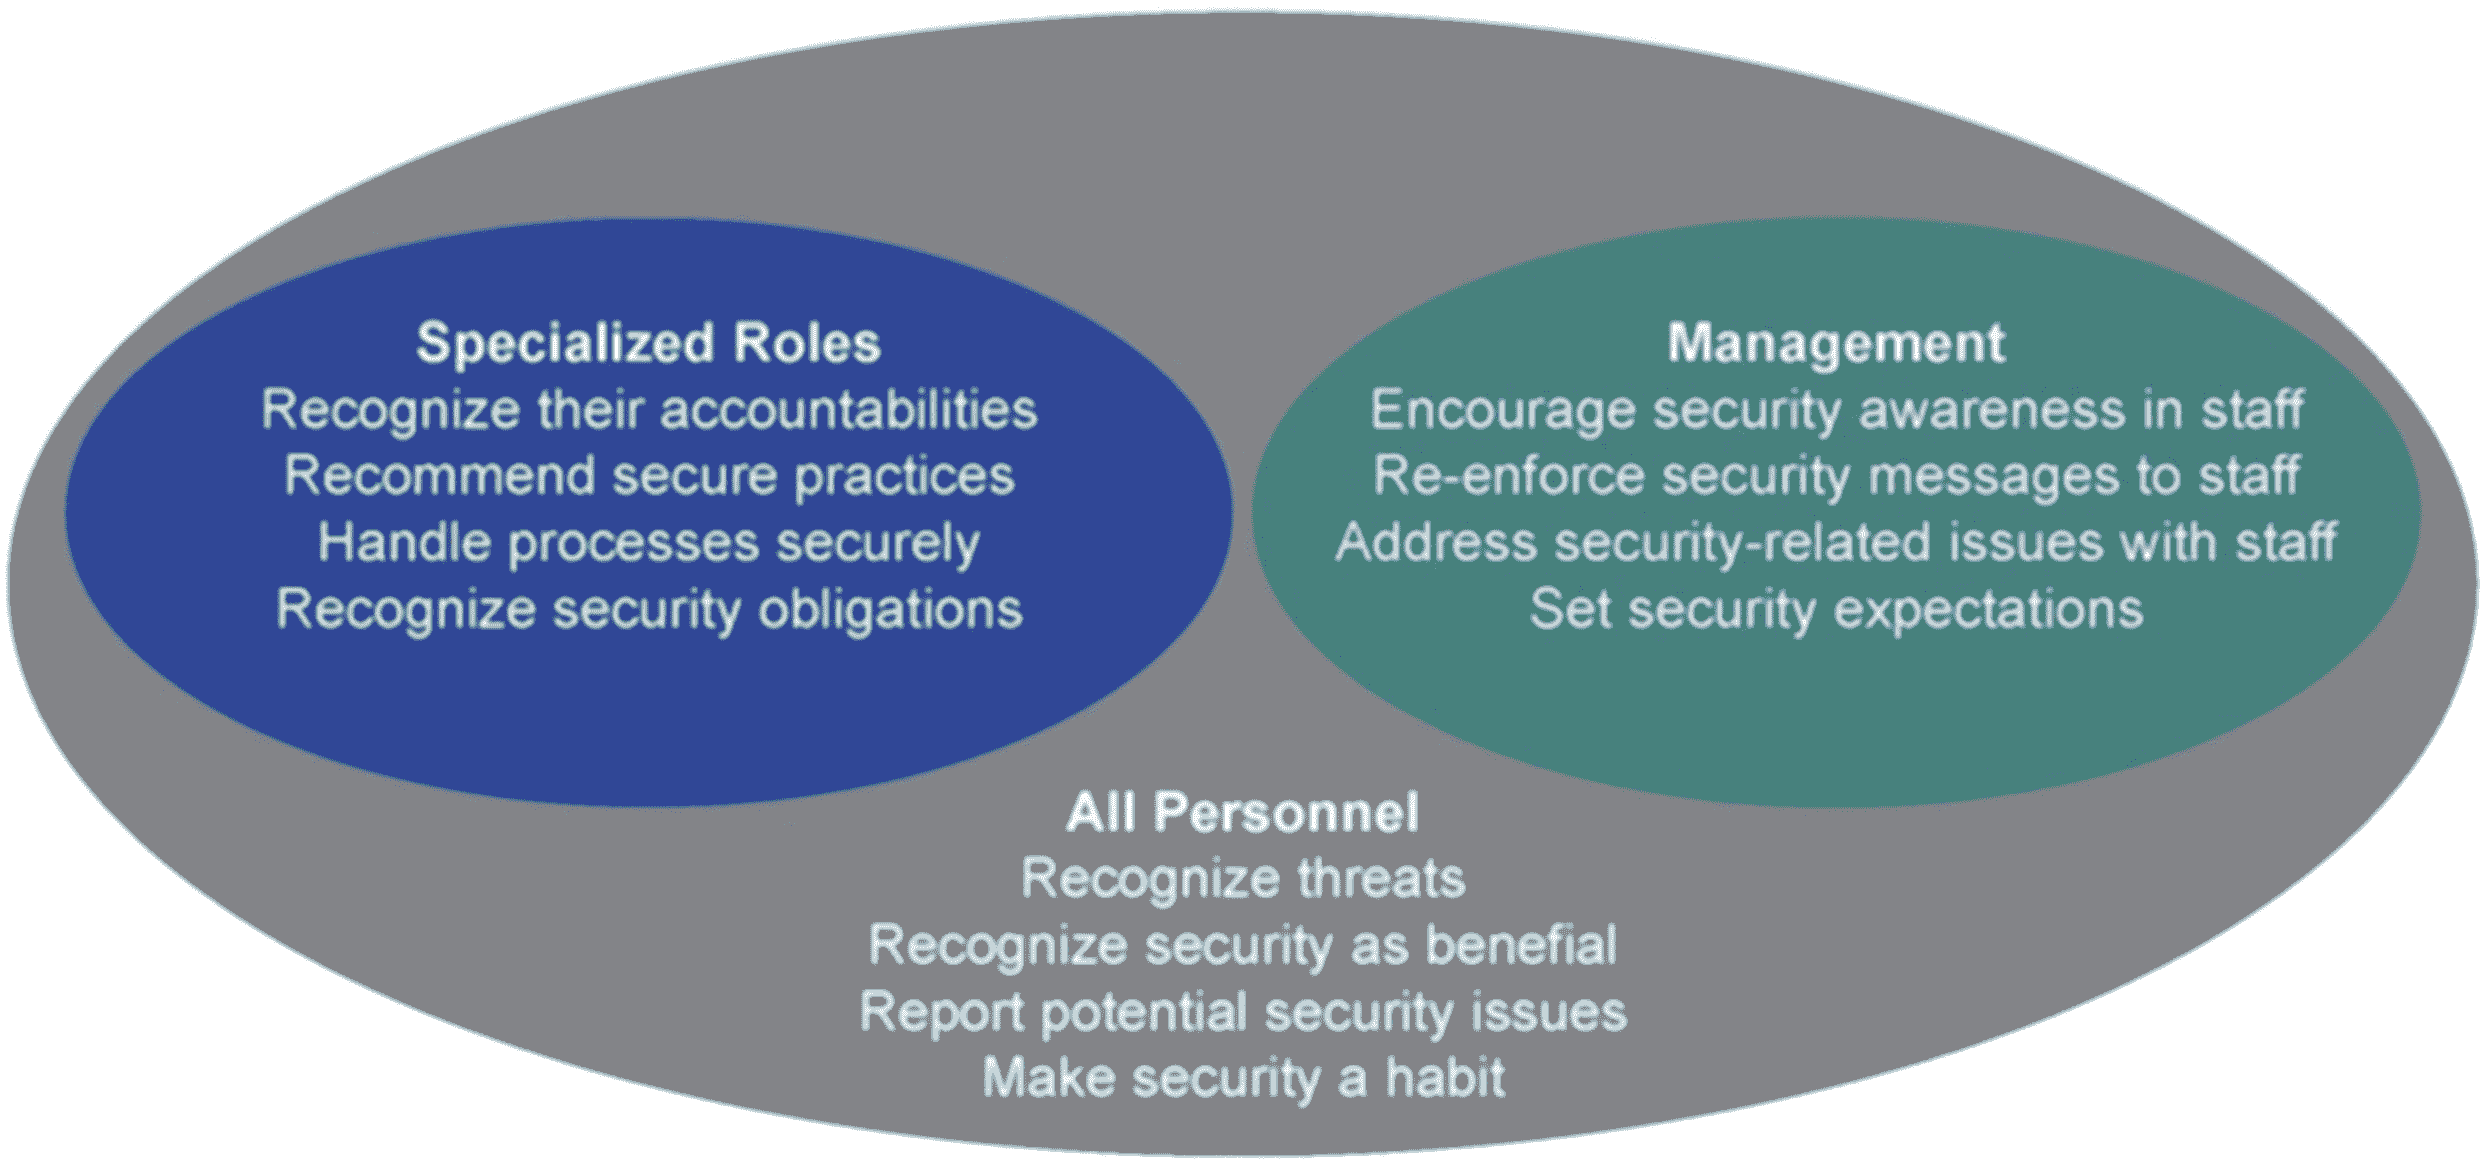 Specialized Roles
Recognize their accountabilities
Recommend secure practices
Handle processes securely
Recognize security obligations
Management
Encourage security awareness in staff
Re-enforce security messages to staff
Address security-related issues with staff
Set security expectations
All Personnel
Recognize threats
Recognize security as benefial
Report potential security issues
Make security a habit